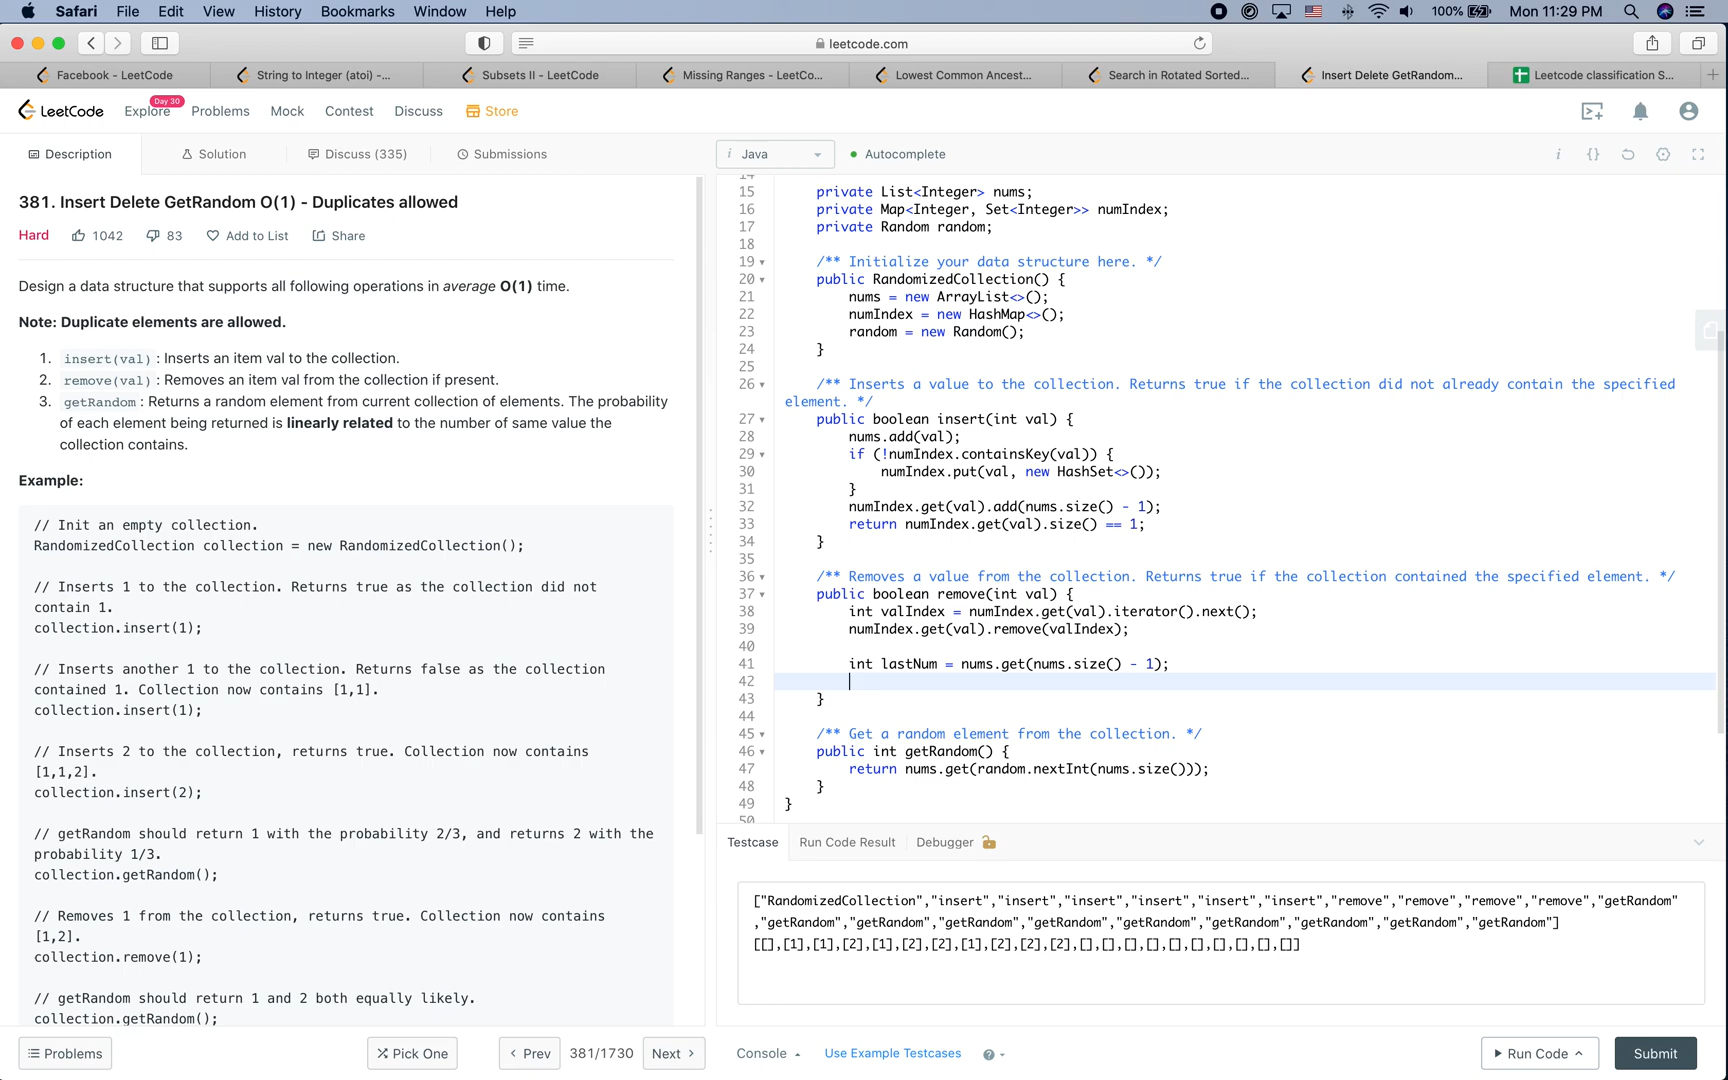 Safari File Edit View History Bookmarks Window Help 100% Mon 11:29 PM
leetcode.com
Facebook - LeetCode String to Integer (atoi) -... Subsets II - LeetCode Missing Ranges - LeetCo... Lowest Common Ancest... Search in Rotated Sorted... Insert Delete GetRandom... Leetcode classification S...
LeetCode Explore Day 30 Problems Mock Contest Discuss Store
Description Solution Discuss (335) Submissions
381. Insert Delete GetRandom O(1) - Duplicates allowed
Hard 1042 83 Add to List Share
Design a data structure that supports all following operations in average O(1) time.
Note: Duplicate elements are allowed.
1. insert(val) : Inserts an item val to the collection.
2. remove(val) : Removes an item val from the collection if present.
3. getRandom : Returns a random element from current collection of elements. The probability
of each element being returned is linearly related to the number of same value the
collection contains.
Example:
// Init an empty collection.
RandomizedCollection collection = new RandomizedCollection();
// Inserts 1 to the collection. Returns true as the collection did not
contain 1.
collection.insert(1);
// Inserts another 1 to the collection. Returns false as the collection
contained 1. Collection now contains [1,1].
collection.insert(1);
// Inserts 2 to the collection, returns true. Collection now contains
[1,1,2].
collection.insert(2);
// getRandom should return 1 with the probability 2/3, and returns 2 with the
probability 1/3.
collection.getRandom();
// Removes 1 from the collection, returns true. Collection now contains
[1,2].
collection.remove(1);
// getRandom should return 1 and 2 both equally likely.
collection.getRandom();
Problems Pick One Prev 381/1730 Next
i Java Autocomplete i {}
14
15 private List<Integer> nums;
16 private Map<Integer, Set<Integer>> numIndex;
17 private Random random;
18
19 /** Initialize your data structure here. */
20 public RandomizedCollection() {
21 nums = new ArrayList<>();
22 numIndex = new HashMap<>();
23 random = new Random();
24 }
25
26 /** Inserts a value to the collection. Returns true if the collection did not already contain the specified
element. */
27 public boolean insert(int val) {
28 nums.add(val);
29 if (!numIndex.containsKey(val)) {
30 numIndex.put(val, new HashSet<>());
31 }
32 numIndex.get(val).add(nums.size() - 1);
33 return numIndex.get(val).size() == 1;
34 }
35
36 /** Removes a value from the collection. Returns true if the collection contained the specified element. */
37 public boolean remove(int val) {
38 int valIndex = numIndex.get(val).iterator().next();
39 numIndex.get(val).remove(valIndex);
40
41 int lastNum = nums.get(nums.size() - 1);
42
43 }
44
45 /** Get a random element from the collection. */
46 public int getRandom() {
47 return nums.get(random.nextInt(nums.size()));
48 }
49 }
50
Testcase Run Code Result Debugger
["RandomizedCollection","insert","insert","insert","insert","insert","insert","remove","remove","remove","remove","getRandom"
,"getRandom","getRandom","getRandom","getRandom","getRandom","getRandom","getRandom","getRandom","getRandom"]
[[],[1],[1],[2],[1],[2],[2],[1],[2],[2],[2],[],[],[],[],[],[],[],[],[],[]]
Console Use Example Testcases ? Run Code Submit